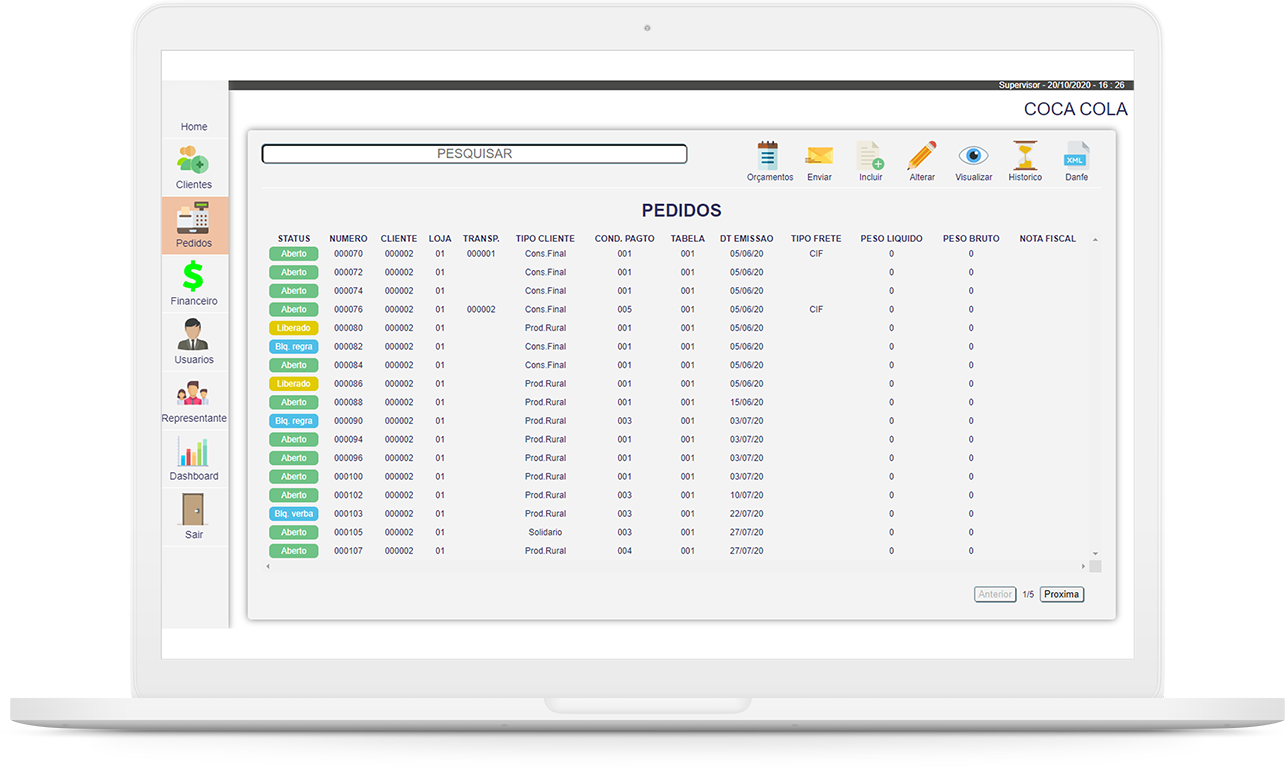 Supervisor - 20/10/2020 - 16 : 26
COCA COLA
Home
Clientes
Pedidos
Financeiro
Usuarios
Representante
Dashboard
Sair
PESQUISAR
Orçamentos Enviar Incluir Alterar Visualizar Historico XML Danfe
PEDIDOS
STATUS NUMERO CLIENTE LOJA TRANSP. TIPO CLIENTE COND. PAGTO TABELA DT EMISSAO TIPO FRETE PESO LIQUIDO PESO BRUTO NOTA FISCAL
Aberto 000070 000002 01 000001 Cons.Final 001 001 05/06/20 CIF 0 0
Aberto 000072 000002 01 Cons.Final 001 001 05/06/20 0 0
Aberto 000074 000002 01 Cons.Final 001 001 05/06/20 0 0
Aberto 000076 000002 01 000002 Cons.Final 005 001 05/06/20 CIF 0 0
Liberado 000080 000002 01 Prod.Rural 001 001 05/06/20 0 0
Blq. regra 000082 000002 01 Cons.Final 001 001 05/06/20 0 0
Aberto 000084 000002 01 Cons.Final 001 001 05/06/20 0 0
Liberado 000086 000002 01 Prod.Rural 001 001 05/06/20 0 0
Aberto 000088 000002 01 Prod.Rural 001 001 15/06/20 0 0
Blq. regra 000090 000002 01 Prod.Rural 003 001 03/07/20 0 0
Aberto 000094 000002 01 Prod.Rural 001 001 03/07/20 0 0
Aberto 000096 000002 01 Prod.Rural 001 001 03/07/20 0 0
Aberto 000100 000002 01 Prod.Rural 001 001 03/07/20 0 0
Aberto 000102 000002 01 Prod.Rural 003 001 10/07/20 0 0
Blq. verba 000103 000002 01 Prod.Rural 003 001 22/07/20 0 0
Aberto 000105 000002 01 Solidario 003 001 27/07/20 0 0
Aberto 000107 000002 01 Prod.Rural 004 001 27/07/20 0 0
Anterior 1/5 Proxima